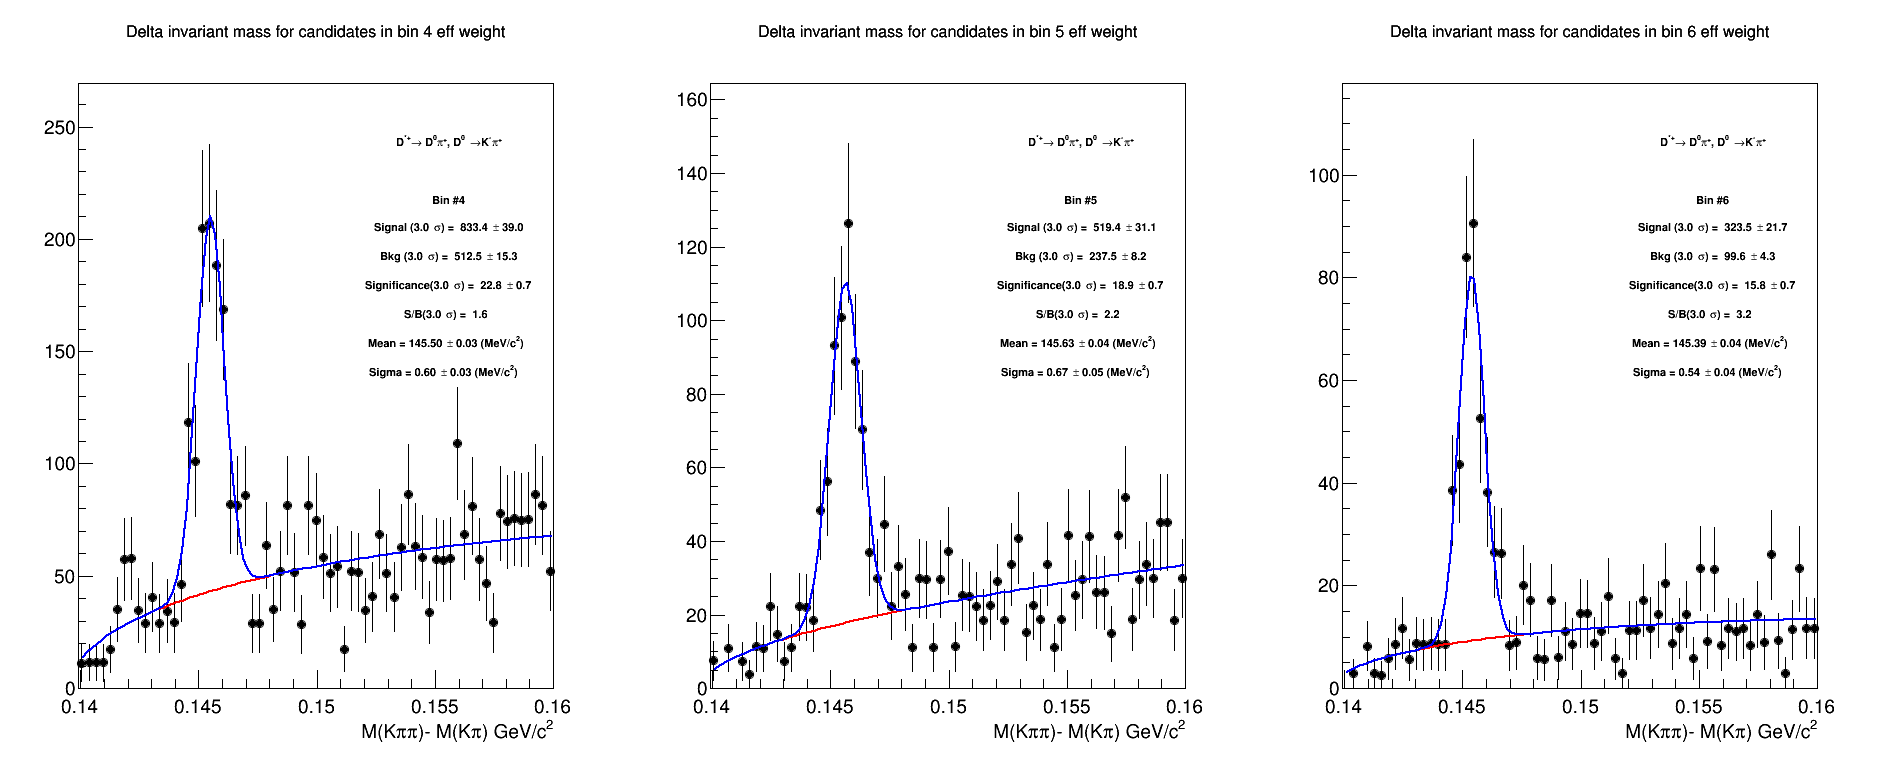 Delta invariant mass for candidates in bin 4 eff weight
250
200
150
100
50
0
D*+→ D0π+, D0 →K-π+
Bin #4
Signal (3.0 σ) = 833.4 ± 39.0
Bkg (3.0 σ) = 512.5 ± 15.3
Significance(3.0 σ) = 22.8 ± 0.7
S/B(3.0 σ) = 1.6
Mean = 145.50 ± 0.03 (MeV/c2)
Sigma = 0.60 ± 0.03 (MeV/c2)
0.14 0.145 0.15 0.155 0.16
M(Kππ)- M(Kπ) GeV/c2
Delta invariant mass for candidates in bin 5 eff weight
160
140
120
100
80
60
40
20
0
D*+→ D0π+, D0 →K-π+
Bin #5
Signal (3.0 σ) = 519.4 ± 31.1
Bkg (3.0 σ) = 237.5 ± 8.2
Significance(3.0 σ) = 18.9 ± 0.7
S/B(3.0 σ) = 2.2
Mean = 145.63 ± 0.04 (MeV/c2)
Sigma = 0.67 ± 0.05 (MeV/c2)
0.14 0.145 0.15 0.155 0.16
M(Kππ)- M(Kπ) GeV/c2
Delta invariant mass for candidates in bin 6 eff weight
100
80
60
40
20
0
D*+→ D0π+, D0 →K-π+
Bin #6
Signal (3.0 σ) = 323.5 ± 21.7
Bkg (3.0 σ) = 99.6 ± 4.3
Significance(3.0 σ) = 15.8 ± 0.7
S/B(3.0 σ) = 3.2
Mean = 145.39 ± 0.04 (MeV/c2)
Sigma = 0.54 ± 0.04 (MeV/c2)
0.14 0.145 0.15 0.155 0.16
M(Kππ)- M(Kπ) GeV/c2